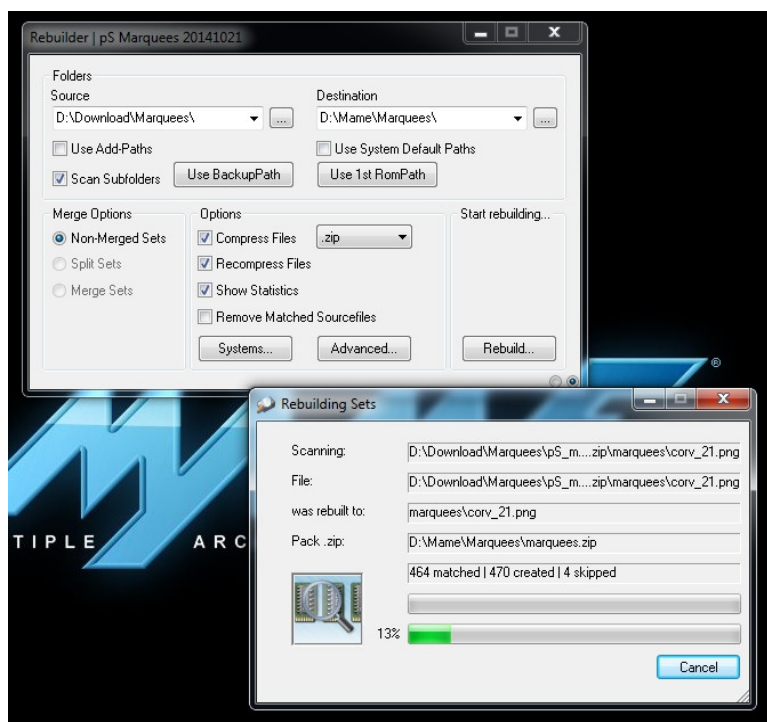 Rebuilder | pS Marquees 20141021
Folders
Source
Destination
D:\Download\Marquees\
...
D:\Mame\Marquees\
...
Use Add-Paths
Use System Default Paths
Scan Subfolders
Use BackupPath
Use 1st RomPath
Merge Options
Options
Start rebuilding...
Non-Merged Sets
Compress Files
.zip
Split Sets
Recompress Files
Merge Sets
Show Statistics
Remove Matched Sourcefiles
Systems...
Advanced...
Rebuild...
®
Rebuilding Sets
Scanning:
D:\Download\Marquees\pS_m....zip\marquees\corv_21.png
File:
D:\Download\Marquees\pS_m....zip\marquees\corv_21.png
was rebuilt to:
marquees\corv_21.png
Pack .zip:
D:\Mame\Marquees\marquees.zip
464 matched | 470 created | 4 skipped
13%
Cancel
TIPLE ARC